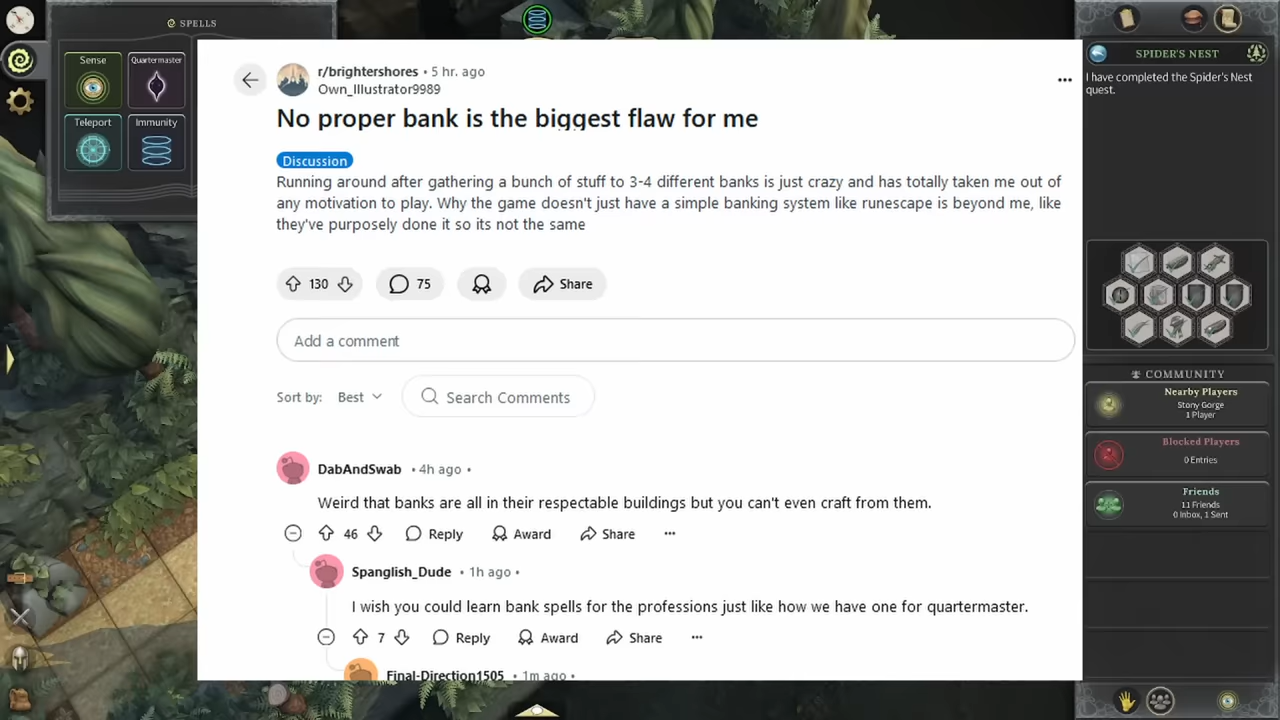 SPELLS
Sense
Quartermaster
Teleport
Immunity
r/brightershores • 5 hr. ago
Own_Illustrator9989
No proper bank is the biggest flaw for me
Discussion
Running around after gathering a bunch of stuff to 3-4 different banks is just crazy and has totally taken me out of
any motivation to play. Why the game doesn't just have a simple banking system like runescape is beyond me, like
they've purposely done it so its not the same
130
75
Share
Add a comment
Sort by: Best
Search Comments
DabAndSwab • 4h ago •
Weird that banks are all in their respectable buildings but you can't even craft from them.
46 Reply Award Share
Spanglish_Dude • 1h ago •
I wish you could learn bank spells for the professions just like how we have one for quartermaster.
7 Reply Award Share
Final-Direction1505 • 1m ago •
SPIDER'S NEST
I have completed the Spider's Nest
quest.
COMMUNITY
Nearby Players
Stony Gorge
1 Player
Blocked Players
0 Entries
Friends
11 Friends
0 Inbox, 1 Sent